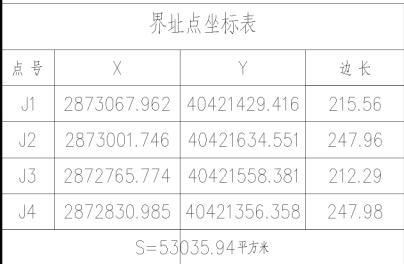 界址点坐标表
点号 X Y 边长
J1 2873067.962 40421429.416 215.56
J2 2873001.746 40421634.551 247.96
J3 2872765.774 40421558.381 212.29
J4 2872830.985 40421356.358 247.98
S=53035.94平方米